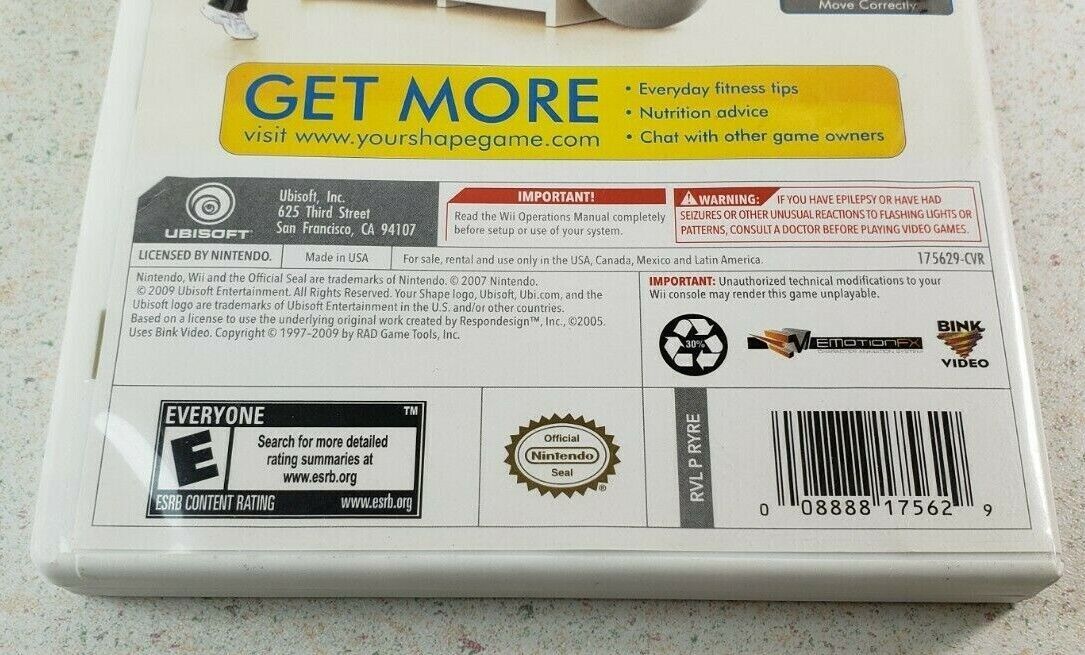 Move Correctly
GET MORE
visit www.yourshapegame.com
• Everyday fitness tips
• Nutrition advice
• Chat with other game owners
UBISOFT
Ubisoft, Inc.
625 Third Street
San Francisco, CA 94107
IMPORTANT!
Read the Wii Operations Manual completely
before setup or use of your system.
WARNING: IF YOU HAVE EPILEPSY OR HAVE HAD
SEIZURES OR OTHER UNUSUAL REACTIONS TO FLASHING LIGHTS OR
PATTERNS, CONSULT A DOCTOR BEFORE PLAYING VIDEO GAMES.
LICENSED BY NINTENDO.
Made in USA
For sale, rental and use only in the USA, Canada, Mexico and Latin America.
175629-CVR
Nintendo, Wii and the Official Seal are trademarks of Nintendo. © 2007 Nintendo.
© 2009 Ubisoft Entertainment. All Rights Reserved. Your Shape logo, Ubisoft, Ubi.com, and the
Ubisoft logo are trademarks of Ubisoft Entertainment in the U.S. and/or other countries.
Based on a license to use the underlying original work created by Respondesign™, Inc., ©2005.
Uses Bink Video. Copyright © 1997-2009 by RAD Game Tools, Inc.
IMPORTANT: Unauthorized technical modifications to your
Wii console may render this game unplayable.
30%
EMOTIONFX
CHARACTER ANIMATION SYSTEM
BINK
VIDEO
EVERYONE
TM
E
Search for more detailed
rating summaries at
www.esrb.org
ESRB CONTENT RATING
www.esrb.org
Official
Nintendo
Seal
®
RVL P RYRE
0 08888 17562 9